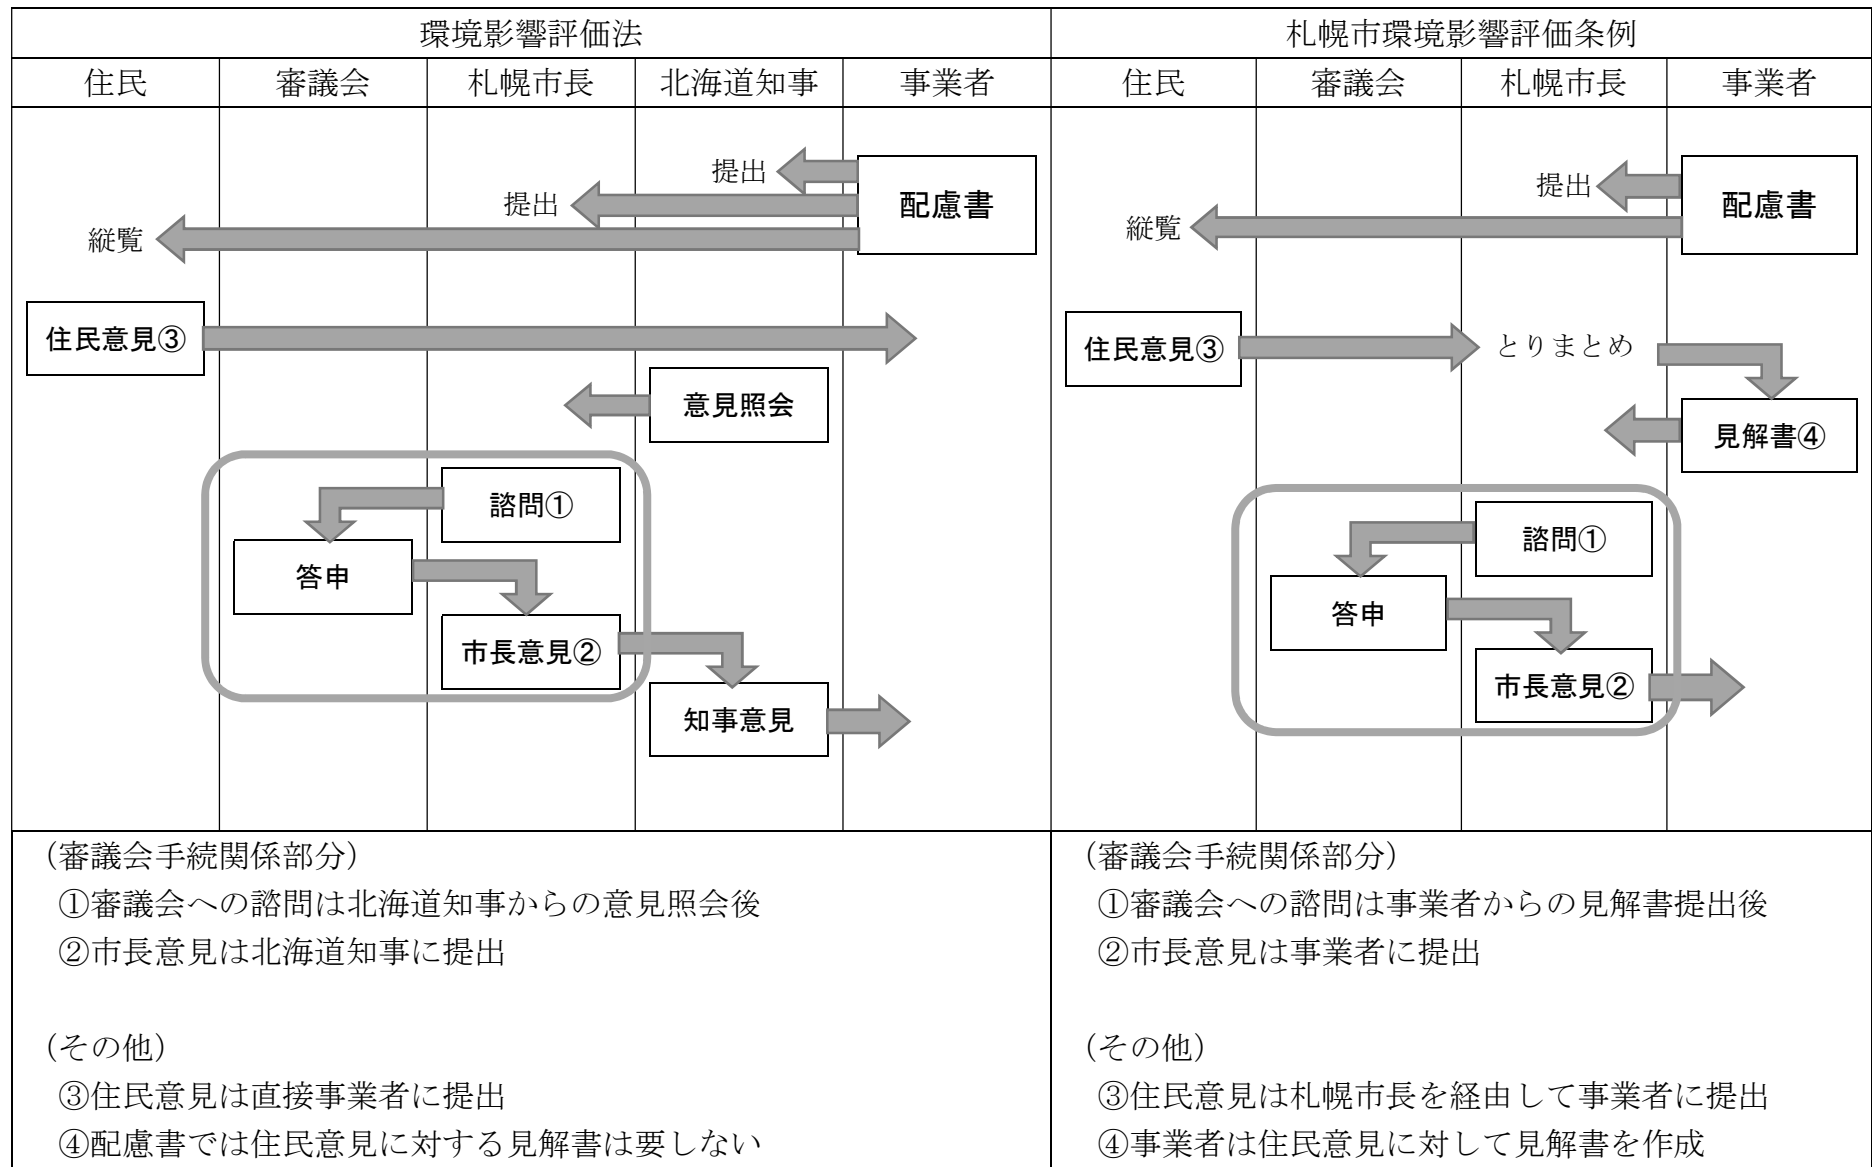 環境影響評価法
札幌市環境影響評価条例
住民 審議会 札幌市長 北海道知事 事業者
住民 審議会 札幌市長 事業者
提出
提出
縦覧
配慮書
住民意見③
意見照会
諮問①
答申
市長意見②
知事意見
提出
縦覧
配慮書
住民意見③
とりまとめ
見解書④
諮問①
答申
市長意見②
（審議会手続関係部分）
①審議会への諮問は北海道知事からの意見照会後
②市長意見は北海道知事に提出
（その他）
③住民意見は直接事業者に提出
④配慮書では住民意見に対する見解書は要しない
（審議会手続関係部分）
①審議会への諮問は事業者からの見解書提出後
②市長意見は事業者に提出
（その他）
③住民意見は札幌市長を経由して事業者に提出
④事業者は住民意見に対して見解書を作成